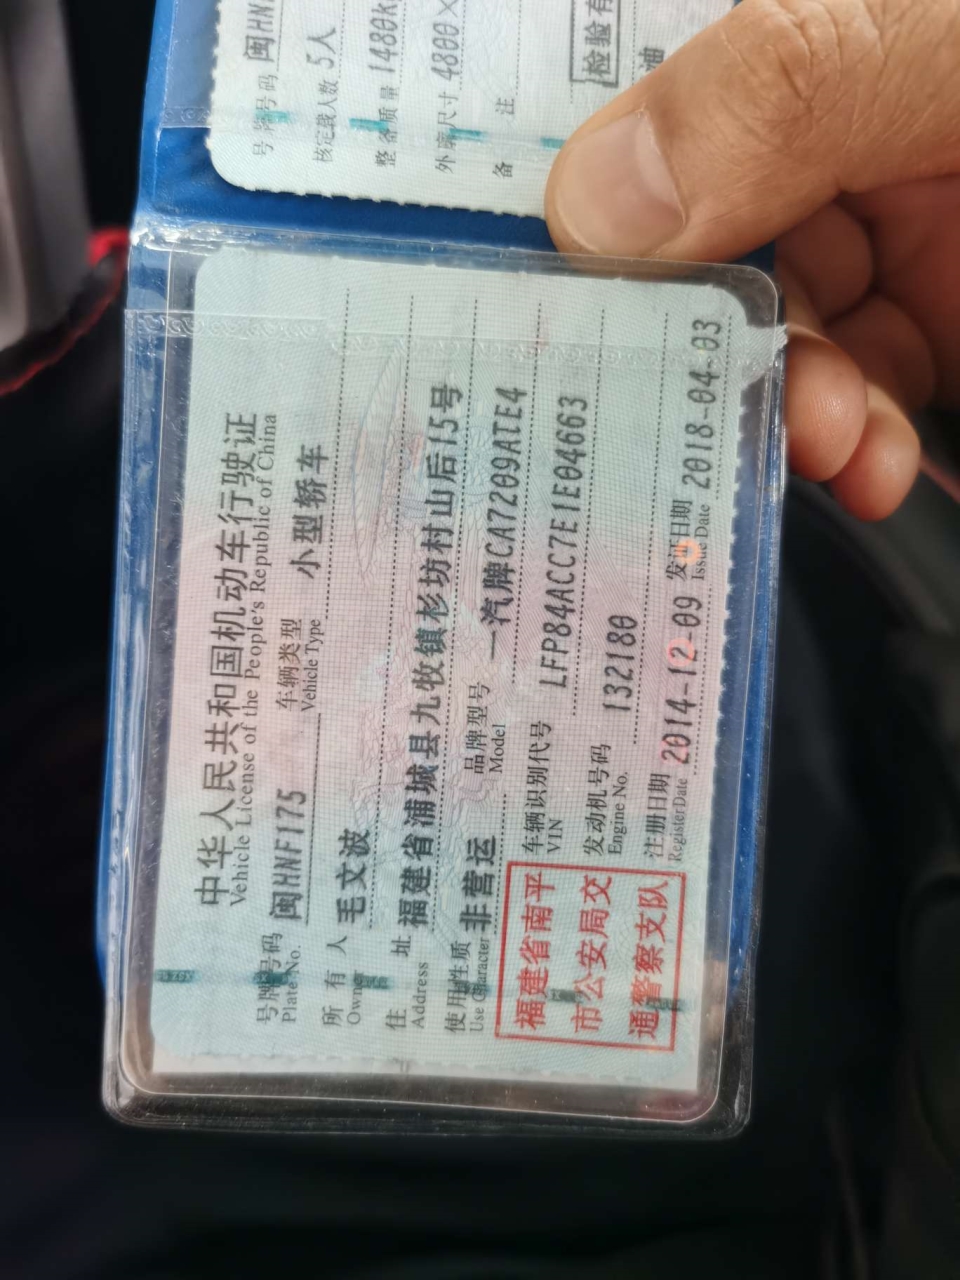 号牌号码 闽HNF
核定载人数 5人
整备质量 1480k
外廓尺寸 4800×
备注
检验有
油
中华人民共和国机动车行驶证
Vehicle License of the People's Republic of China
号牌号码 闽HNF175 车辆类型 小型轿车
Plate No. Vehicle Type
所有人 毛文波
Owner
住址 福建省浦城县九牧镇杉坊村山后15号
Address
使用性质 非营运 品牌型号 一汽牌CA7209ATE4
Use Character Model
福建省南平
市公安局交
通警察支队
车辆识别代号 LFP84ACC7E1E04663
VIN
发动机号码 132180
Engine No.
注册日期 2014-12-09 发证日期 2018-04-03
Register Date Issue Date